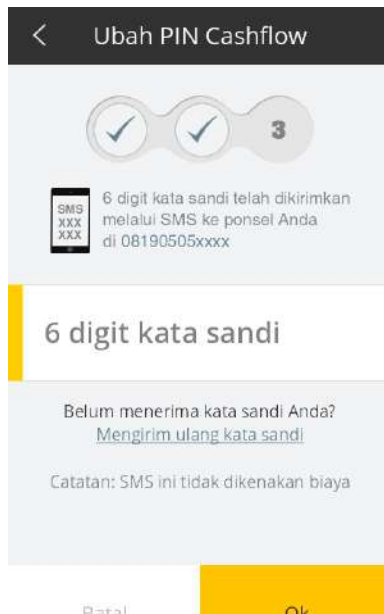 Ubah PIN Cashflow
3
SMS
XXX
XXX
6 digit kata sandi telah dikirimkan
melalui SMS ke ponsel Anda
di 08190505xxxx
6 digit kata sandi
Belum menerima kata sandi Anda?
Mengirim ulang kata sandi
Catatan: SMS ini tidak dikenakan biaya
Batal
Ok